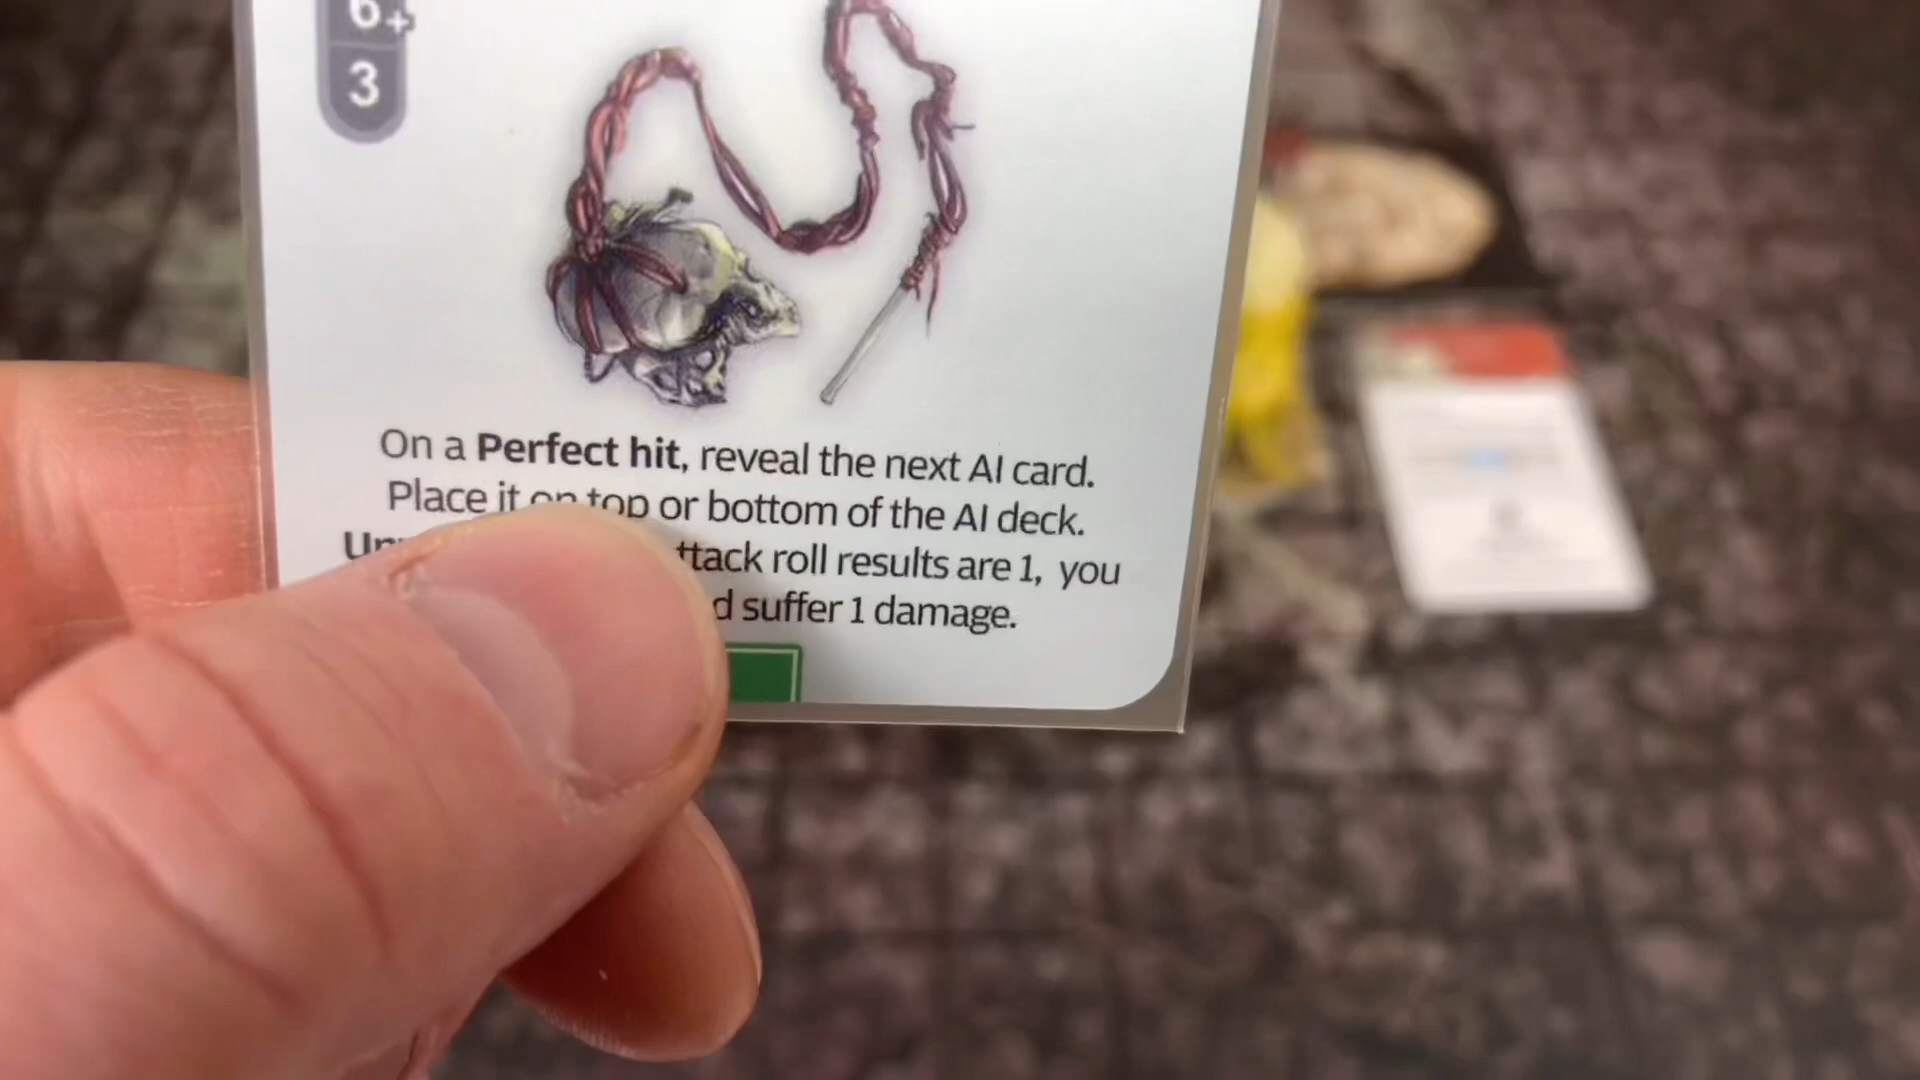 6+
3
On a Perfect hit, reveal the next AI card.
Place it on top or bottom of the AI deck.
attack roll results are 1, you
suffer 1 damage.